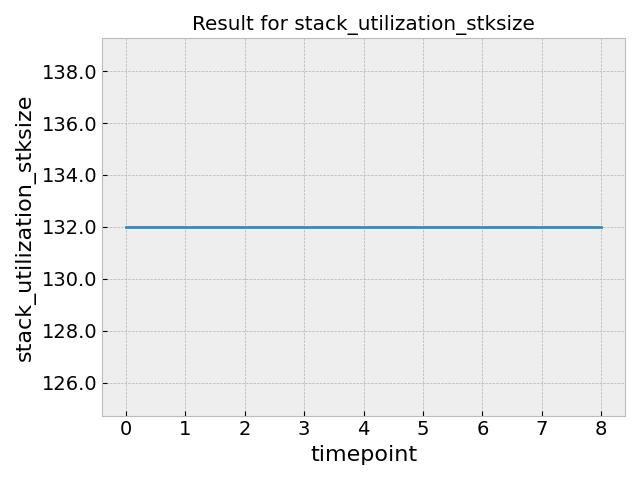 Result for stack_utilization_stksize
stack_utilization_stksize
138.0
136.0
134.0
132.0
130.0
128.0
126.0
0 1 2 3 4 5 6 7 8
timepoint